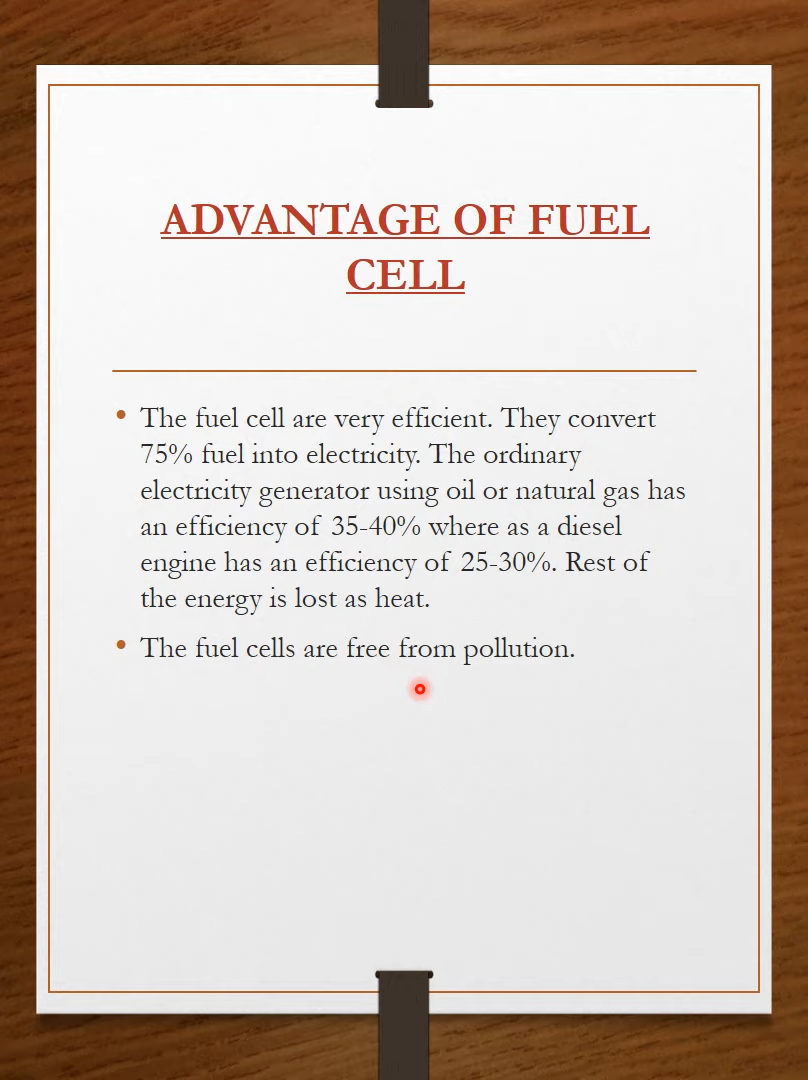 ADVANTAGE OF FUEL
CELL
• The fuel cell are very efficient. They convert
75% fuel into electricity. The ordinary
electricity generator using oil or natural gas has
an efficiency of 35-40% where as a diesel
engine has an efficiency of 25-30%. Rest of
the energy is lost as heat.
• The fuel cells are free from pollution.